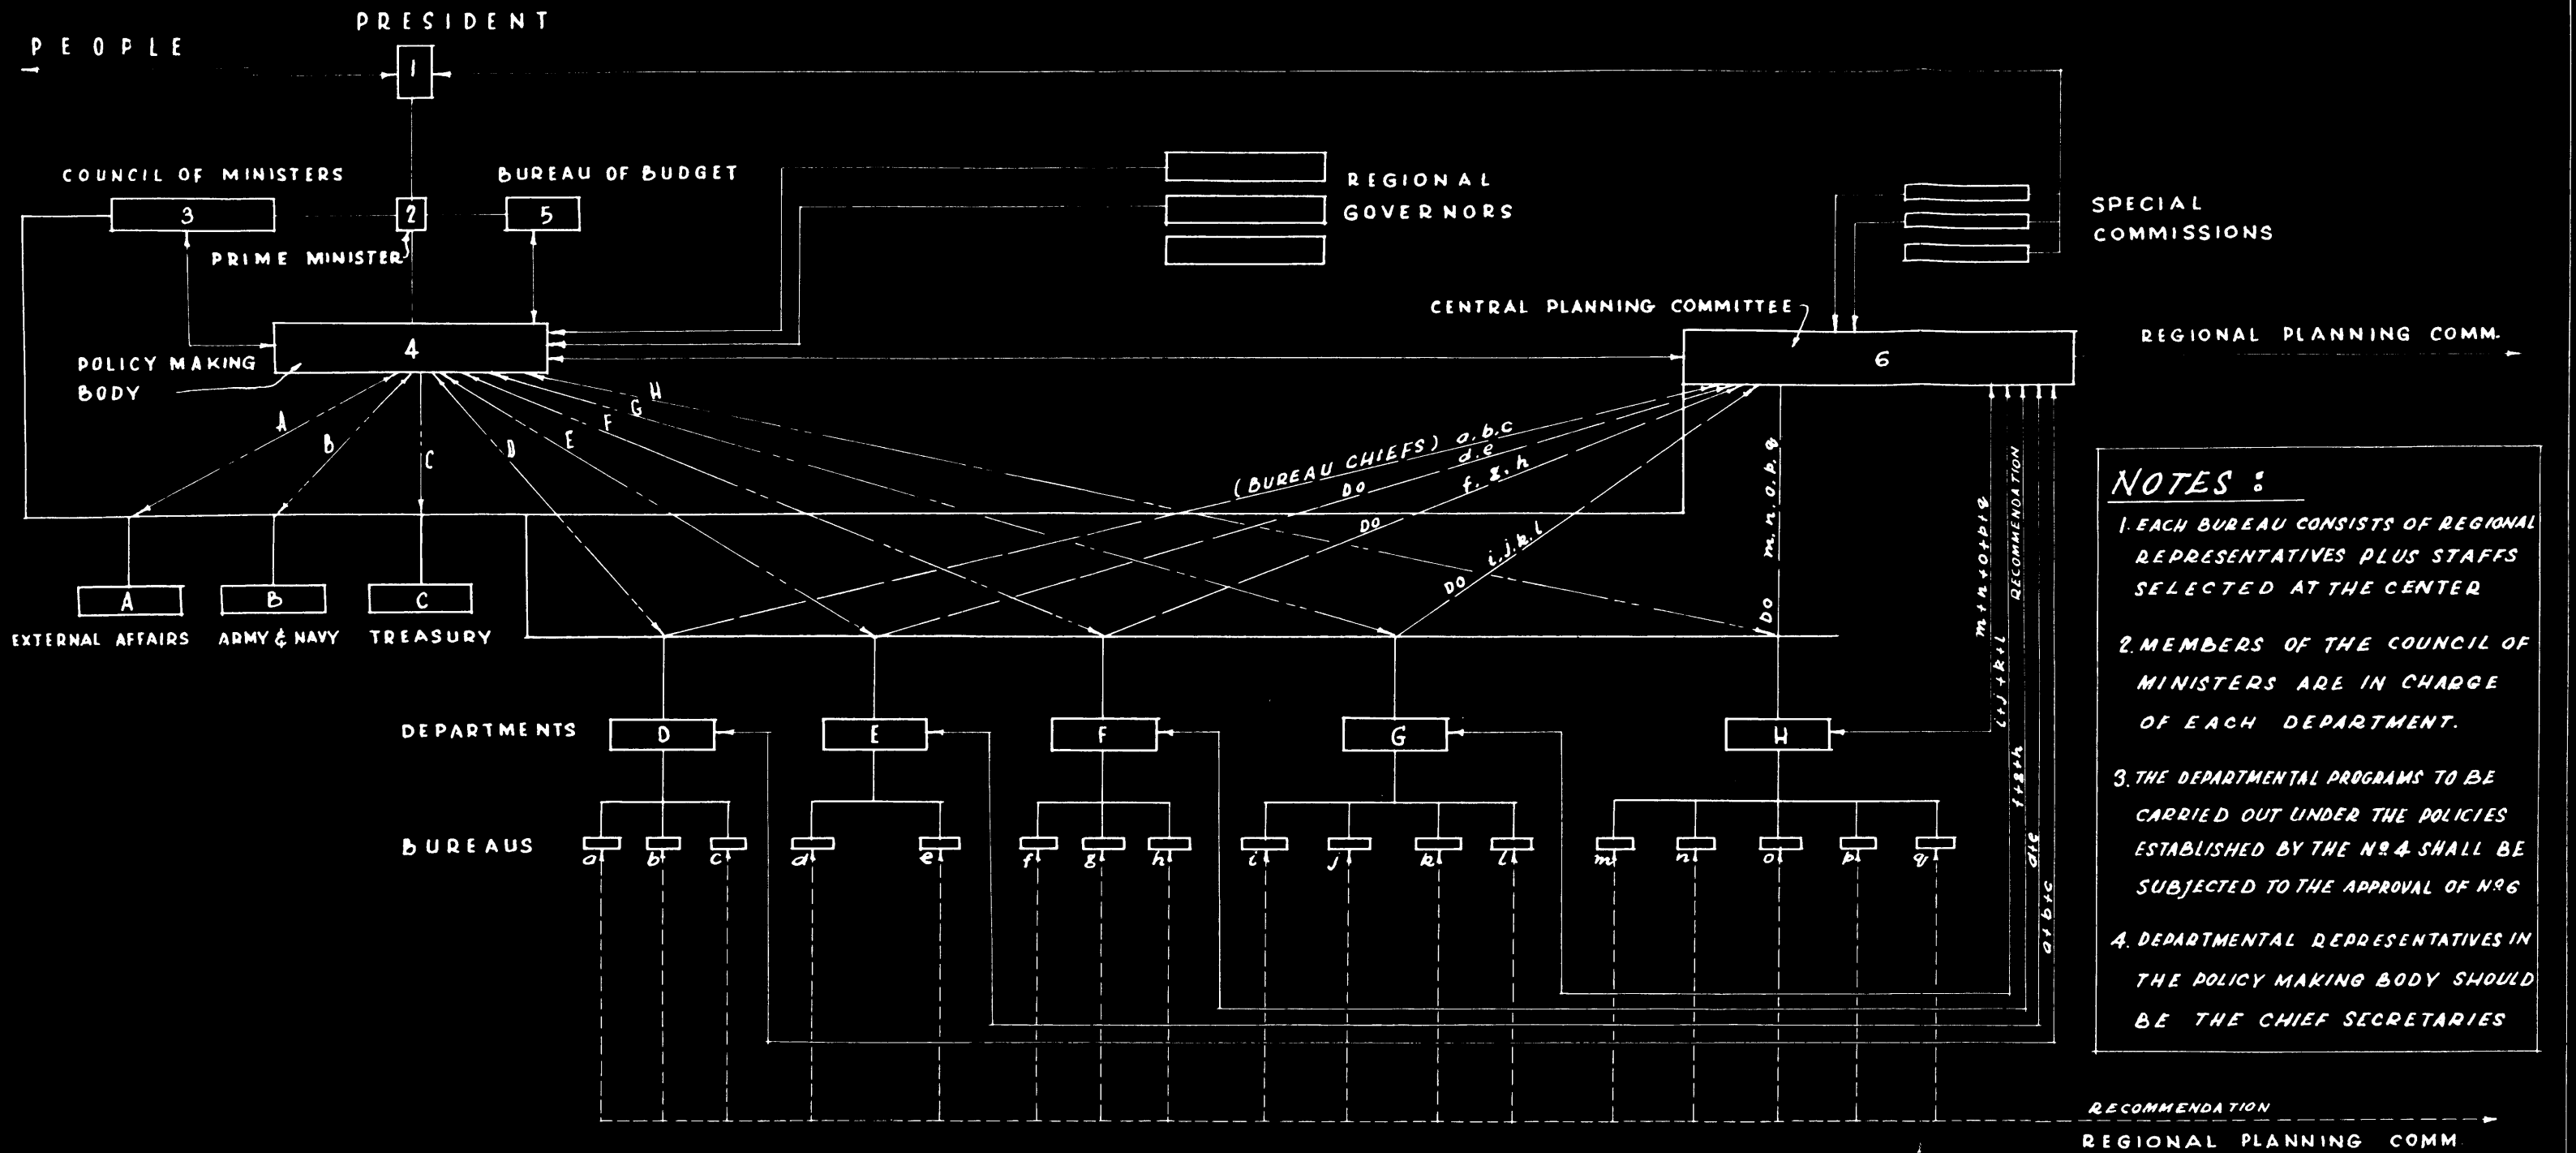 PRESIDENT
PEOPLE
1
COUNCIL OF MINISTERS
BUREAU OF BUDGET
3
2
5
PRIME MINISTER
REGIONAL
GOVERNORS
SPECIAL
COMMISSIONS
CENTRAL PLANNING COMMITTEE
REGIONAL PLANNING COMM.
4
6
POLICY MAKING
BODY
A
B
C
D
E
F
G
H
(BUREAU CHIEFS) a.b.c
DO d.e
DO f.g.h
DO i.j.k.l
DO m.n.o.p.q
m+n+o+p+q
RECOMMENDATION
i+j+k+l
f+g+h
d+e
a+b+c
A
B
C
EXTERNAL AFFAIRS
ARMY & NAVY
TREASURY
DEPARTMENTS
D
E
F
G
H
BUREAUS
a
b
c
d
e
f
g
h
i
j
k
l
m
n
o
p
q
NOTES :
1. EACH BUREAU CONSISTS OF REGIONAL
REPRESENTATIVES PLUS STAFFS
SELECTED AT THE CENTER
2. MEMBERS OF THE COUNCIL OF
MINISTERS ARE IN CHARGE
OF EACH DEPARTMENT.
3. THE DEPARTMENTAL PROGRAMS TO BE
CARRIED OUT UNDER THE POLICIES
ESTABLISHED BY THE Nº 4 SHALL BE
SUBJECTED TO THE APPROVAL OF Nº 6
4. DEPARTMENTAL REPRESENTATIVES IN
THE POLICY MAKING BODY SHOULD
BE THE CHIEF SECRETARIES
RECOMMENDATION
REGIONAL PLANNING COMM